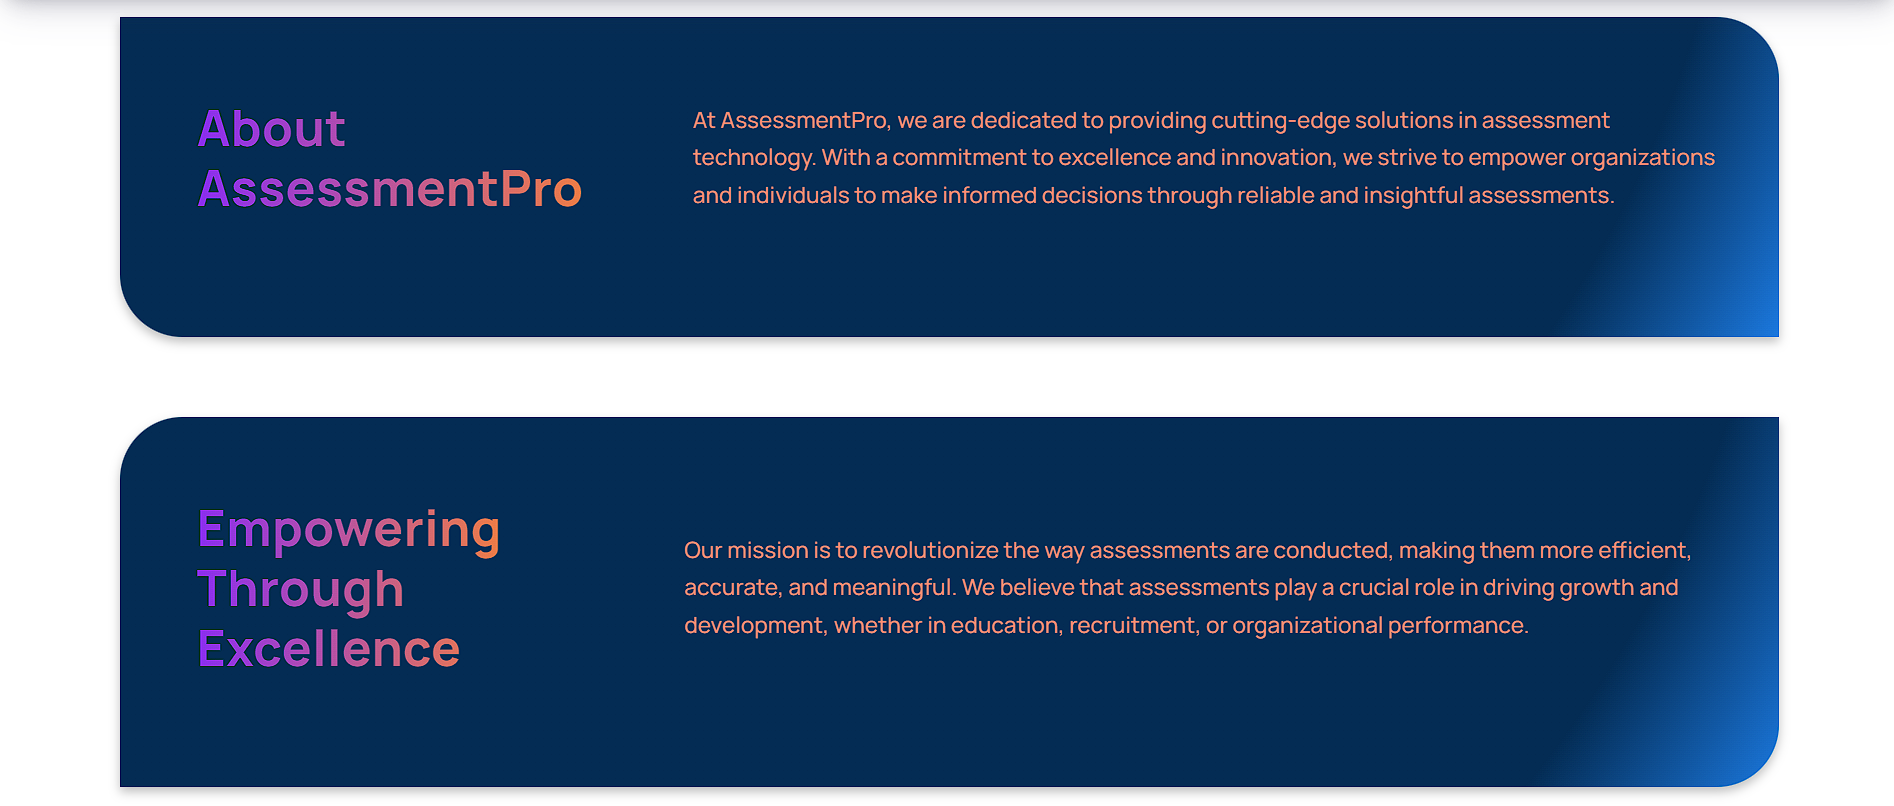 About
AssessmentPro
At AssessmentPro, we are dedicated to providing cutting-edge solutions in assessment
technology. With a commitment to excellence and innovation, we strive to empower organizations
and individuals to make informed decisions through reliable and insightful assessments.
Empowering
Through
Excellence
Our mission is to revolutionize the way assessments are conducted, making them more efficient,
accurate, and meaningful. We believe that assessments play a crucial role in driving growth and
development, whether in education, recruitment, or organizational performance.